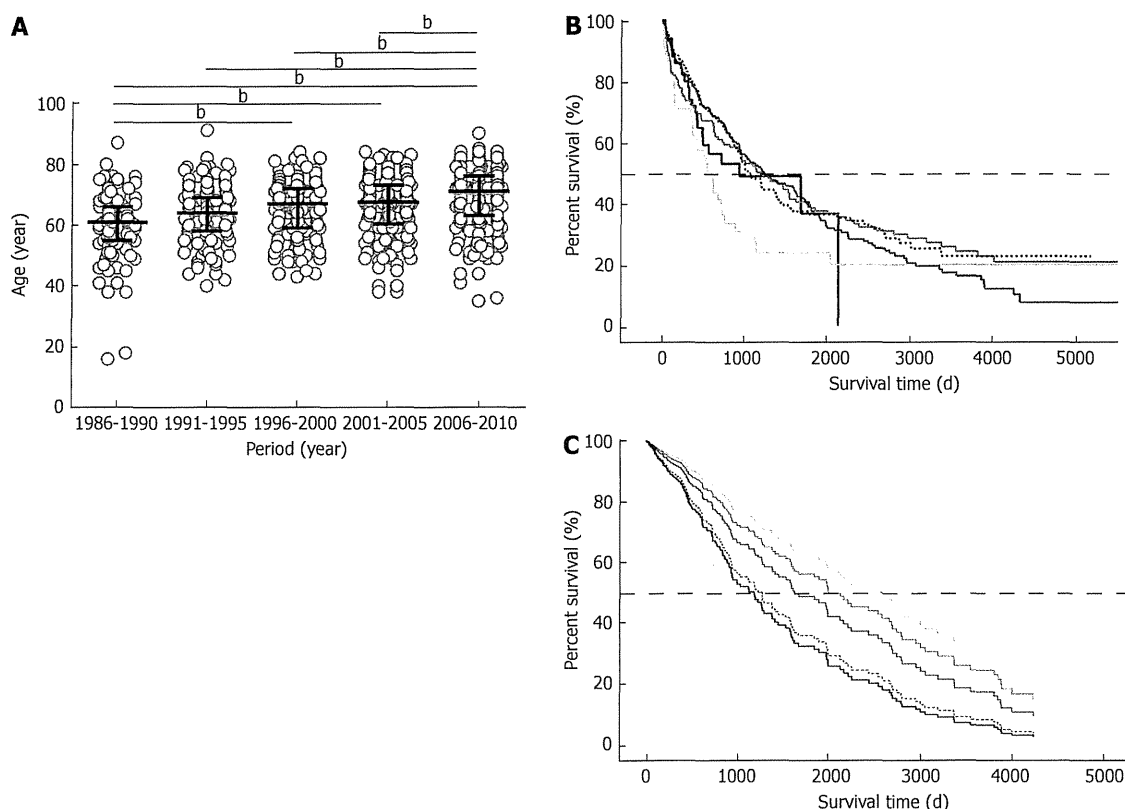 A
b
b
b
b
b
b
100
80
60
40
20
0
Age (year)
1986-1990 1991-1995 1996-2000 2001-2005 2006-2010
Period (year)
B
100
80
60
40
20
0
Percent survival (%)
0 1000 2000 3000 4000 5000
Survival time (d)
C
100
80
60
40
20
0
Percent survival (%)
0 1000 2000 3000 4000 5000
Survival time (d)